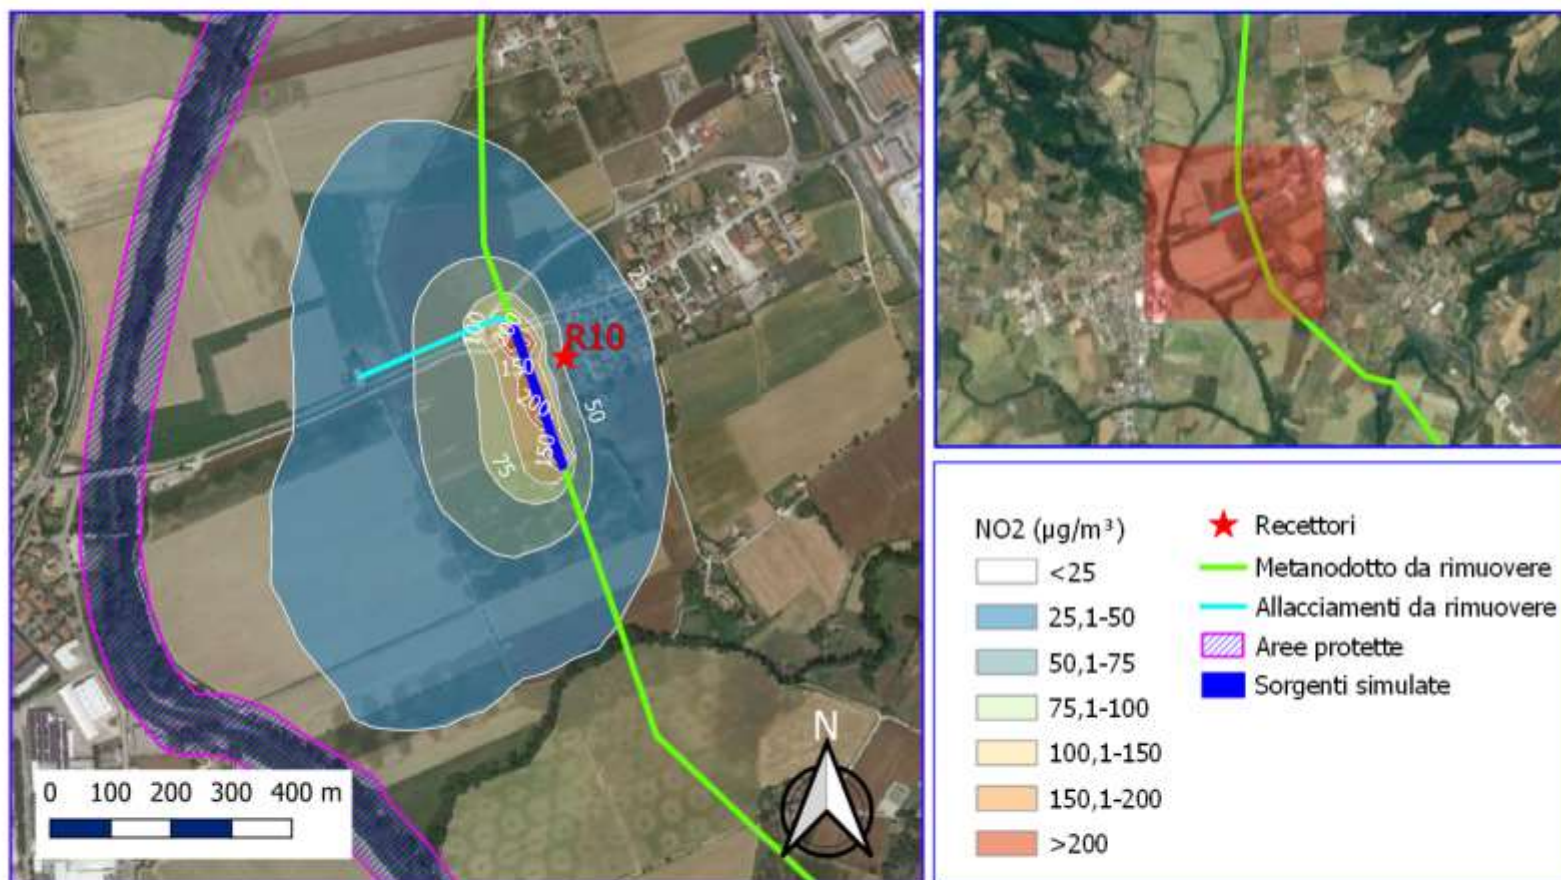 25
100
R10
150
200
50
150
75
N
0 100 200 300 400 m
NO2 (µg/m³)
<25
25,1-50
50,1-75
75,1-100
100,1-150
150,1-200
>200
Recettori
Metanodotto da rimuovere
Allacciamenti da rimuovere
Aree protette
Sorgenti simulate